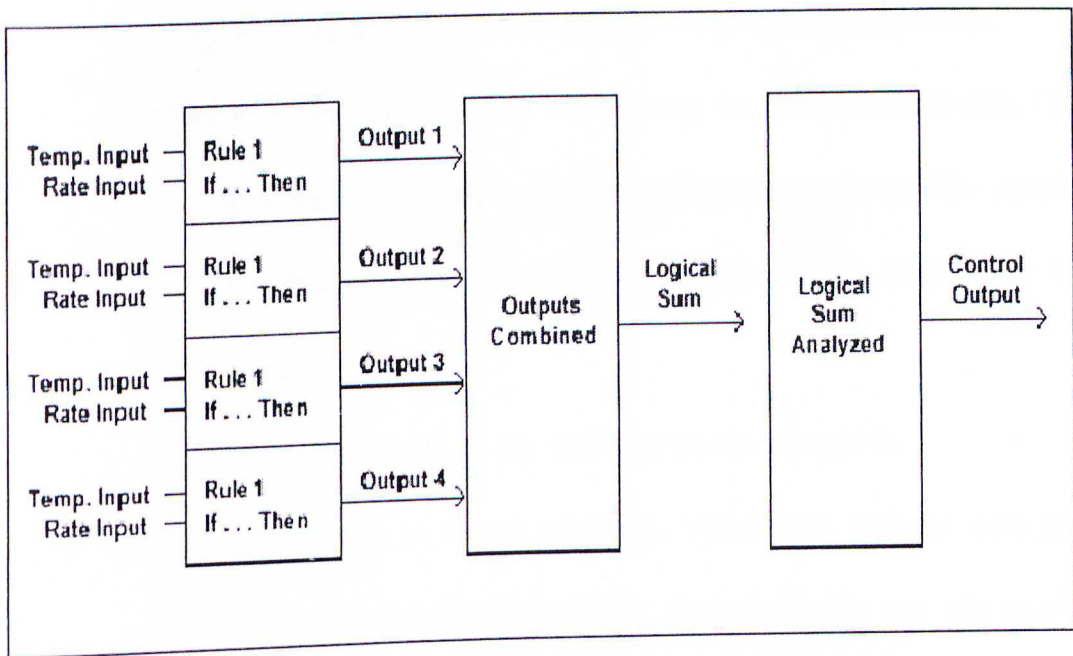 Temp. Input
Rate Input
Rule 1
If . . . Then
Output 1
Temp. Input
Rate Input
Rule 1
If . . . Then
Output 2
Temp. Input
Rate Input
Rule 1
If . . . Then
Output 3
Temp. Input
Rate Input
Rule 1
If . . . Then
Output 4
Outputs
Combined
Logical
Sum
Logical
Sum
Analyzed
Control
Output